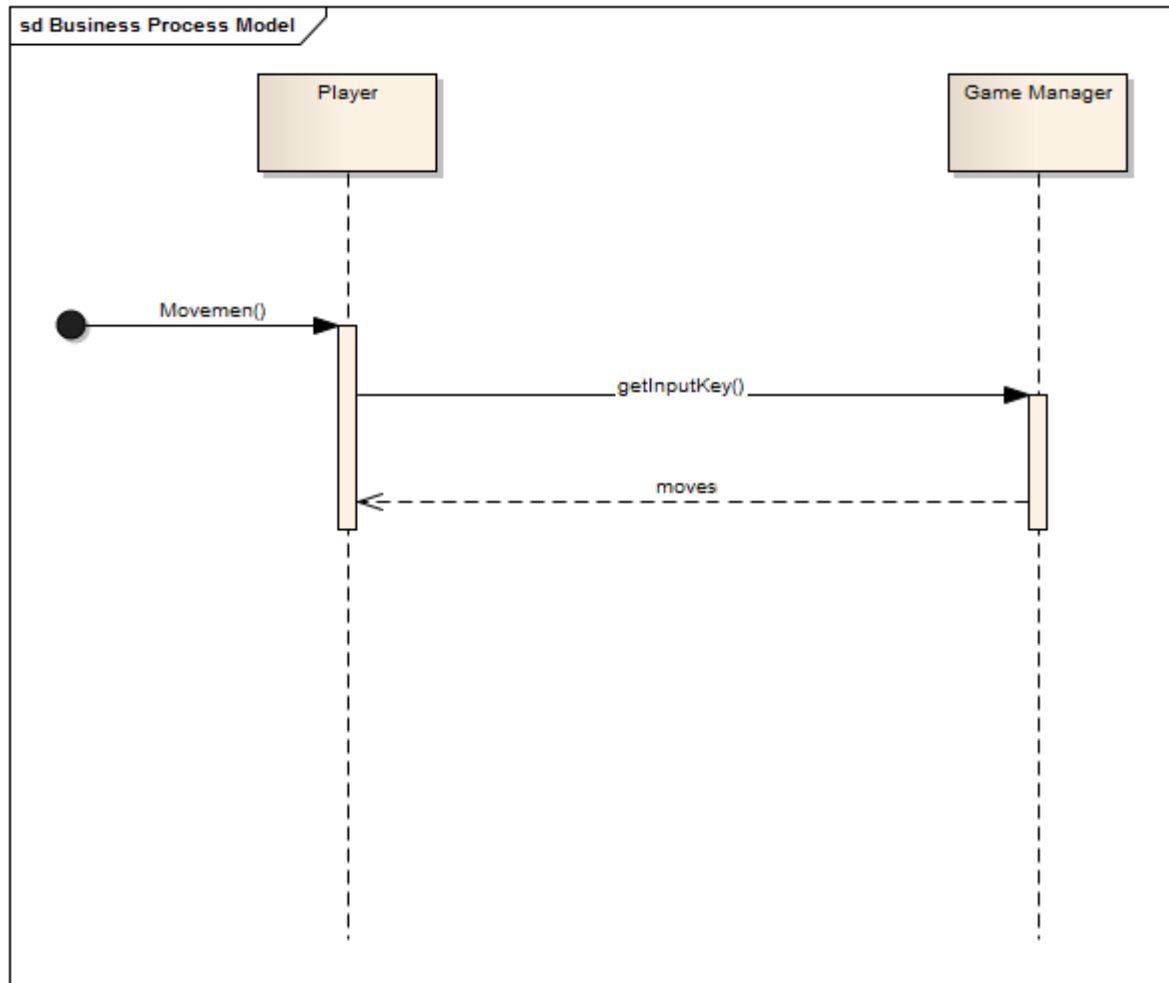 sd Business Process Model
Player
Game Manager
Movemen()
getInputKey()
moves